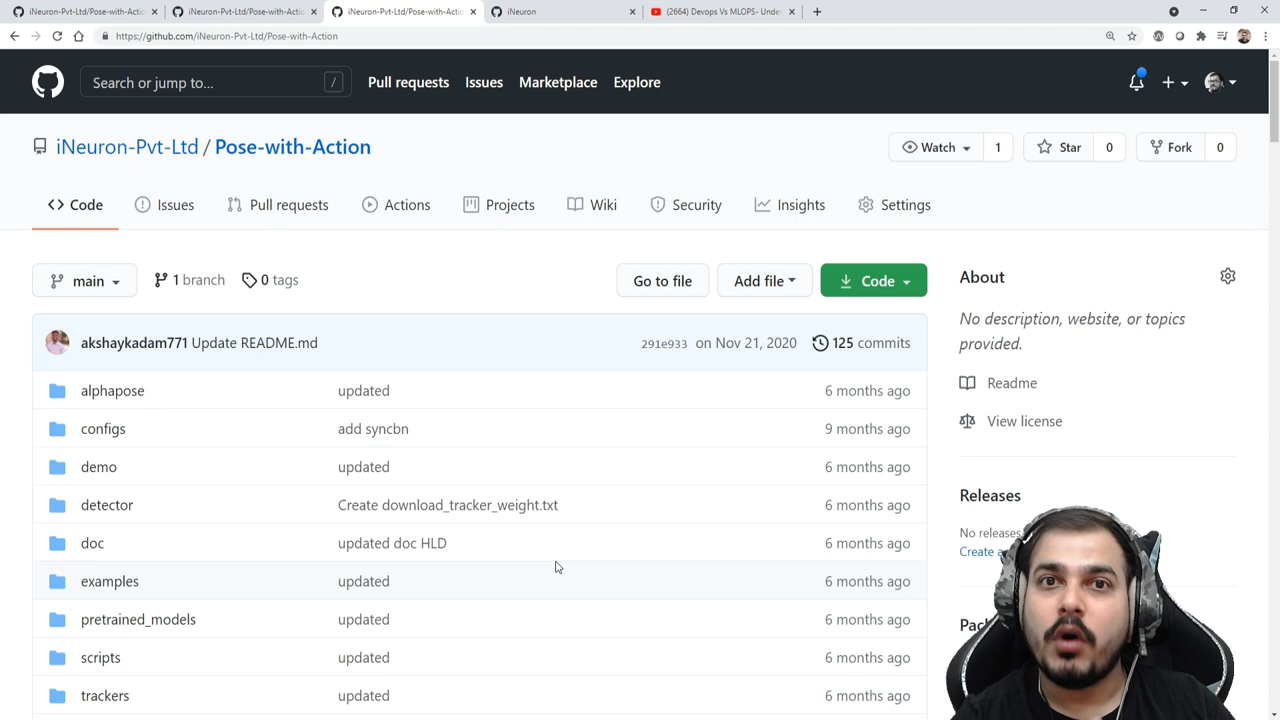 iNeuron-Pvt-Ltd/Pose-with-Actio
iNeuron-Pvt-Ltd/Pose-with-Actio
iNeuron-Pvt-Ltd/Pose-with-Actio
iNeuron
(2664) Devops Vs MLOPS- Under
https://github.com/iNeuron-Pvt-Ltd/Pose-with-Action
Search or jump to...
/
Pull requests
Issues
Marketplace
Explore
iNeuron-Pvt-Ltd / Pose-with-Action
Watch 1
Star 0
Fork 0
Code
Issues
Pull requests
Actions
Projects
Wiki
Security
Insights
Settings
main
1 branch
0 tags
Go to file
Add file
Code
akshaykadam771 Update README.md 291e933 on Nov 21, 2020 125 commits
alphapose updated 6 months ago
configs add syncbn 9 months ago
demo updated 6 months ago
detector Create download_tracker_weight.txt 6 months ago
doc updated doc HLD 6 months ago
examples updated 6 months ago
pretrained_models updated 6 months ago
scripts updated 6 months ago
trackers updated 6 months ago
About
No description, website, or topics
provided.
Readme
View license
Releases
No releases
Create a